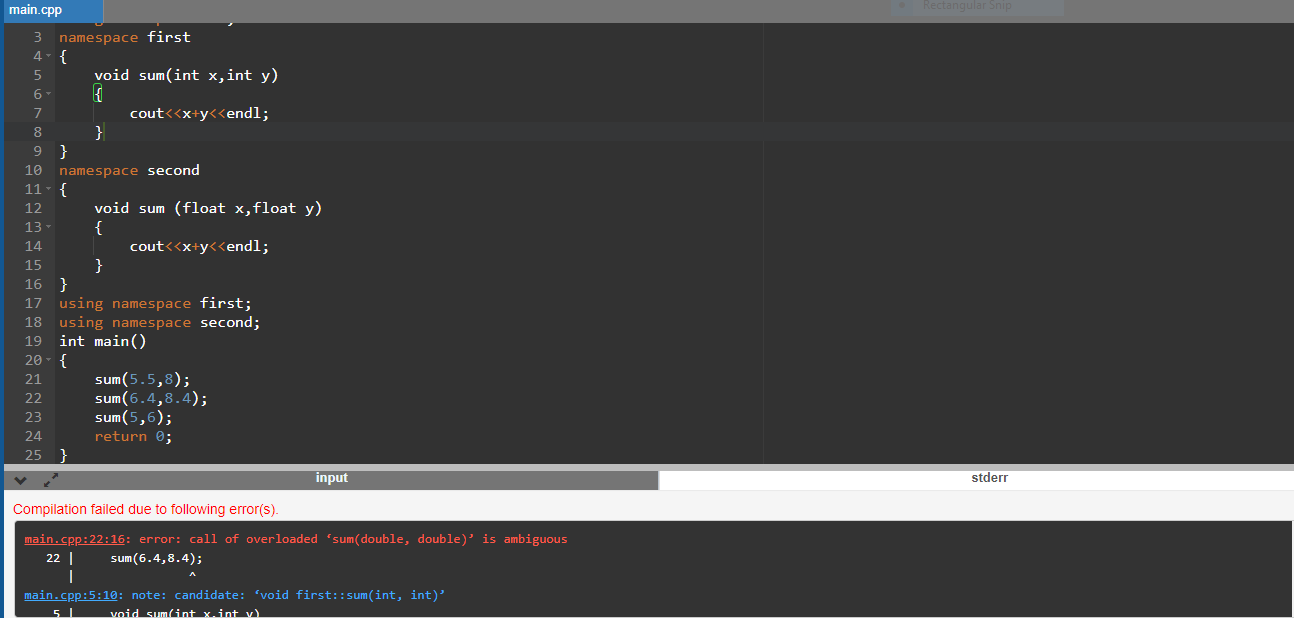 main.cpp
Rectangular Snip
3 namespace first
4 {
5 void sum(int x,int y)
6 {
7 cout<<x+y<<endl;
8 }
9 }
10 namespace second
11 {
12 void sum (float x,float y)
13 {
14 cout<<x+y<<endl;
15 }
16 }
17 using namespace first;
18 using namespace second;
19 int main()
20 {
21 sum(5.5,8);
22 sum(6.4,8.4);
23 sum(5,6);
24 return 0;
25 }
input
stderr
Compilation failed due to following error(s).
main.cpp:22:16: error: call of overloaded ‘sum(double, double)’ is ambiguous
22 | sum(6.4,8.4);
| ^
main.cpp:5:10: note: candidate: ‘void first::sum(int, int)’
5 | void sum(int x,int y)